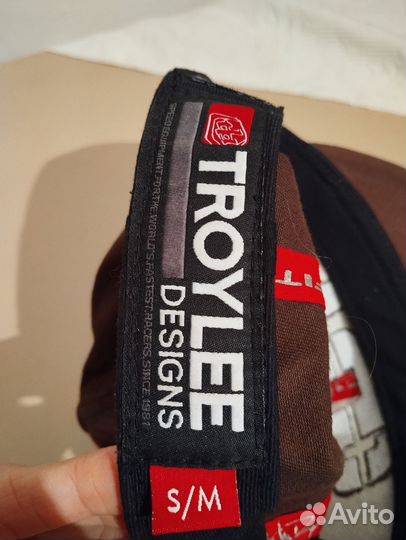 TROYLEE
DESIGNS
SPEED.EQUIPMENT.FOR.THE.WORLD'S.FASTEST.RACERS.SINCE.1981
S/M
Avito